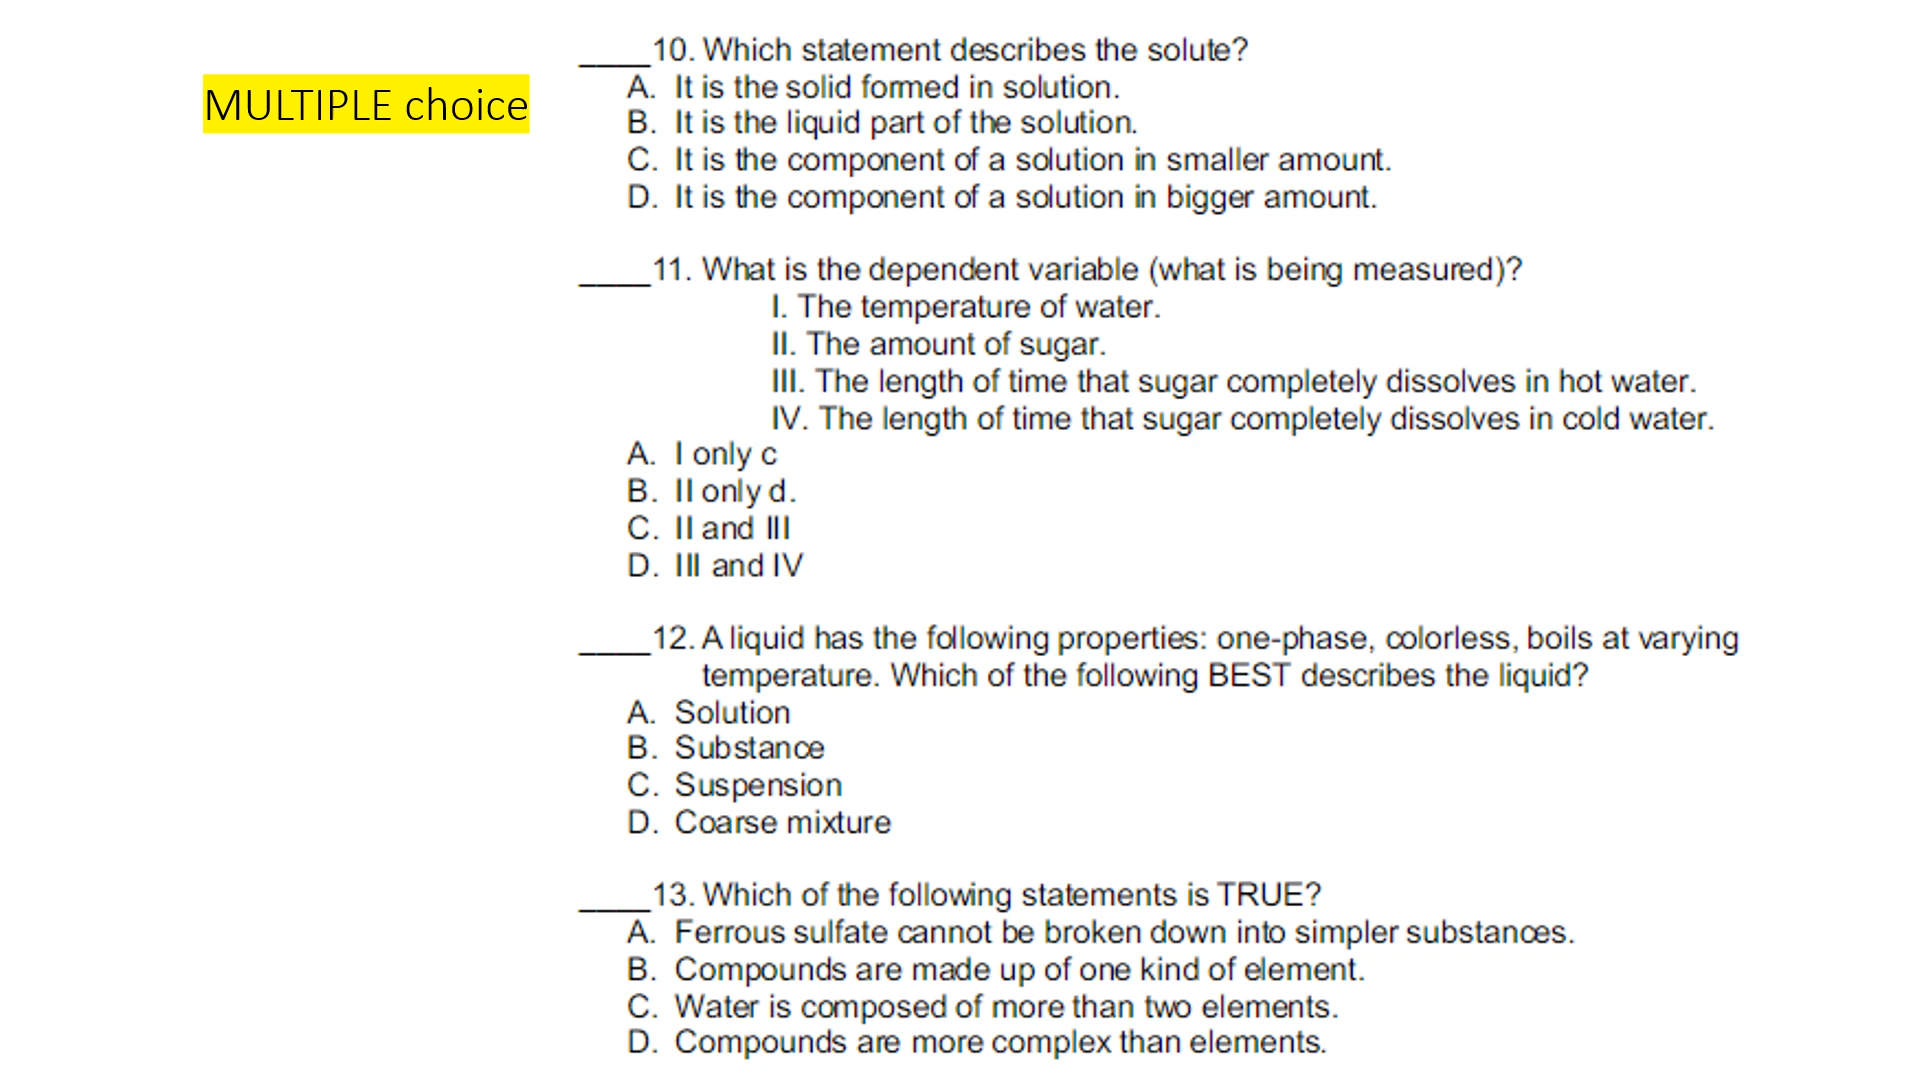 MULTIPLE choice
____10. Which statement describes the solute?
A. It is the solid formed in solution.
B. It is the liquid part of the solution.
C. It is the component of a solution in smaller amount.
D. It is the component of a solution in bigger amount.
____11. What is the dependent variable (what is being measured)?
I. The temperature of water.
II. The amount of sugar.
III. The length of time that sugar completely dissolves in hot water.
IV. The length of time that sugar completely dissolves in cold water.
A. I only c
B. II only d.
C. II and III
D. III and IV
____12. A liquid has the following properties: one-phase, colorless, boils at varying
temperature. Which of the following BEST describes the liquid?
A. Solution
B. Substance
C. Suspension
D. Coarse mixture
____13. Which of the following statements is TRUE?
A. Ferrous sulfate cannot be broken down into simpler substances.
B. Compounds are made up of one kind of element.
C. Water is composed of more than two elements.
D. Compounds are more complex than elements.